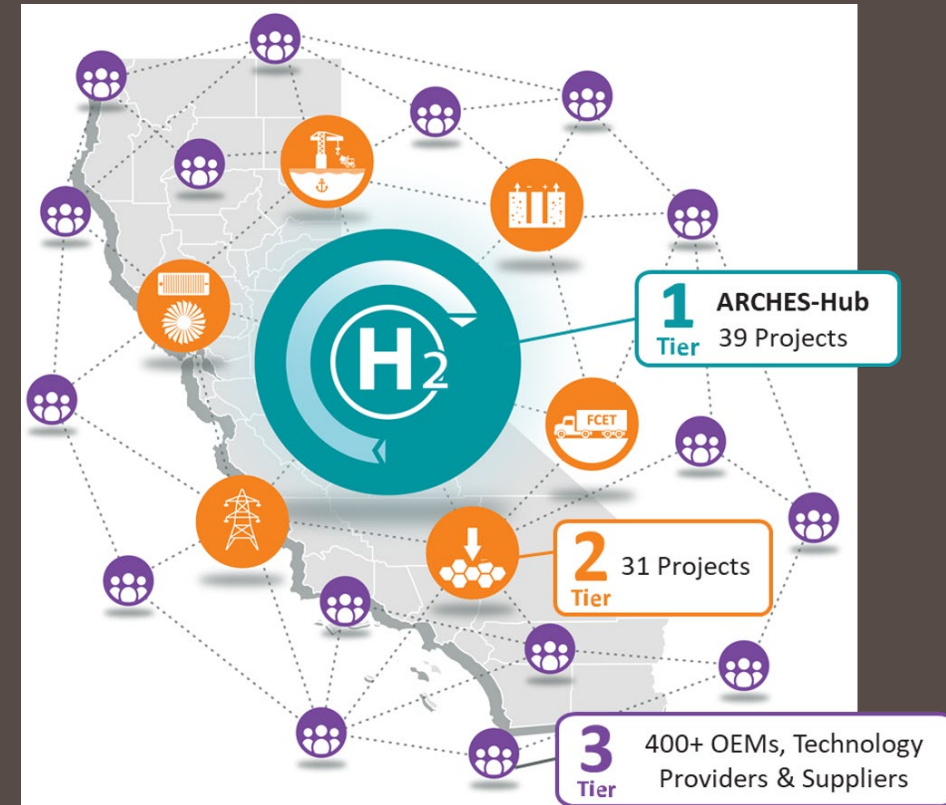 H2
1
Tier
ARCHES-Hub
39 Projects
FCET
2
Tier
31 Projects
3
Tier
400+ OEMs, Technology
Providers & Suppliers